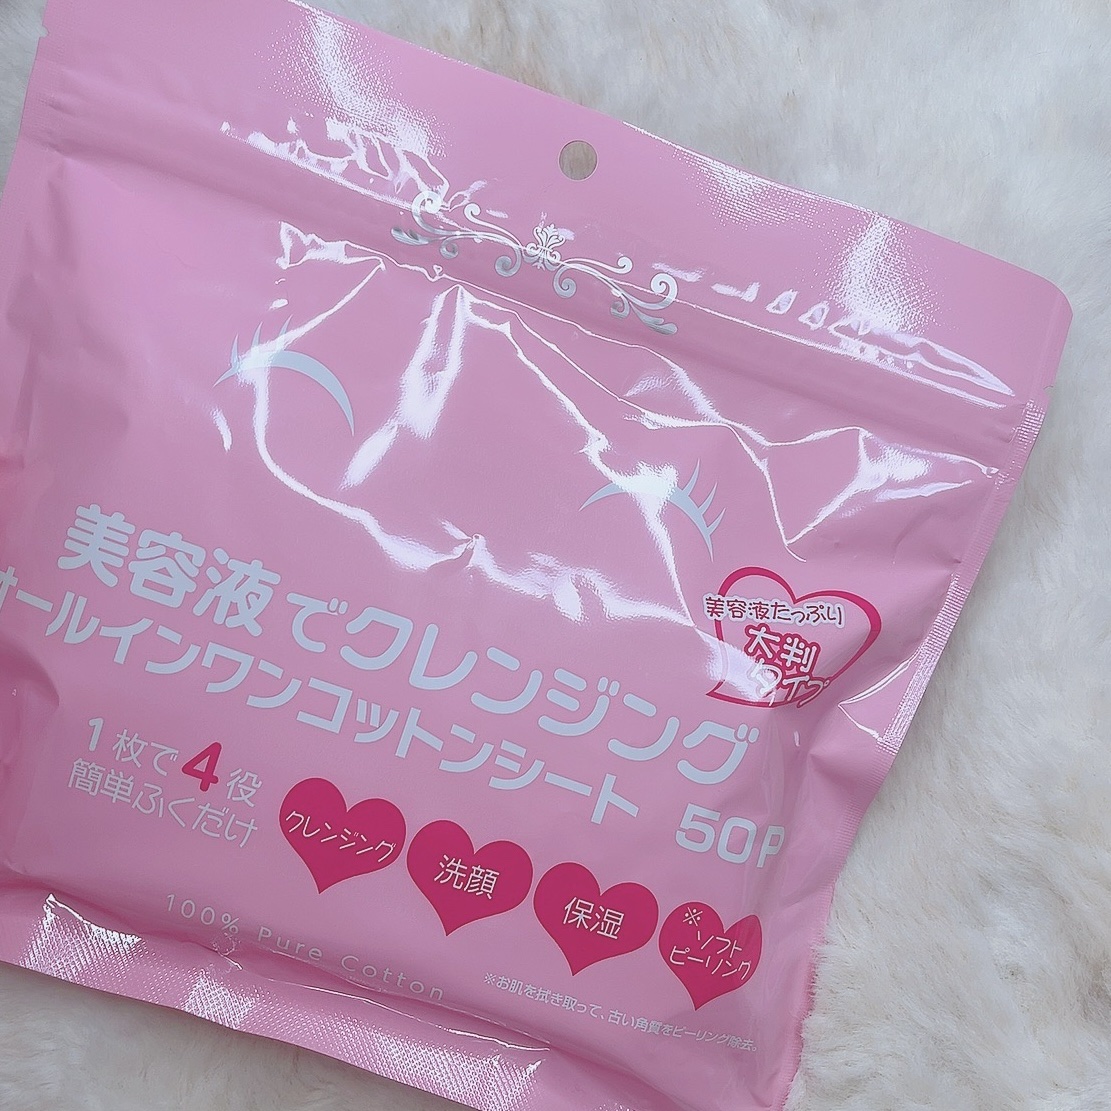 美容液でクレンジング
オールインワンコットンシート 50P
美容液たっぷり
大判
タイプ
1枚で4役
簡単ふくだけ
クレンジング
洗顔
保湿
※ソフト
ピーリング
100% Pure Cotton
※お肌を拭き取って、古い角質をピーリング除去。